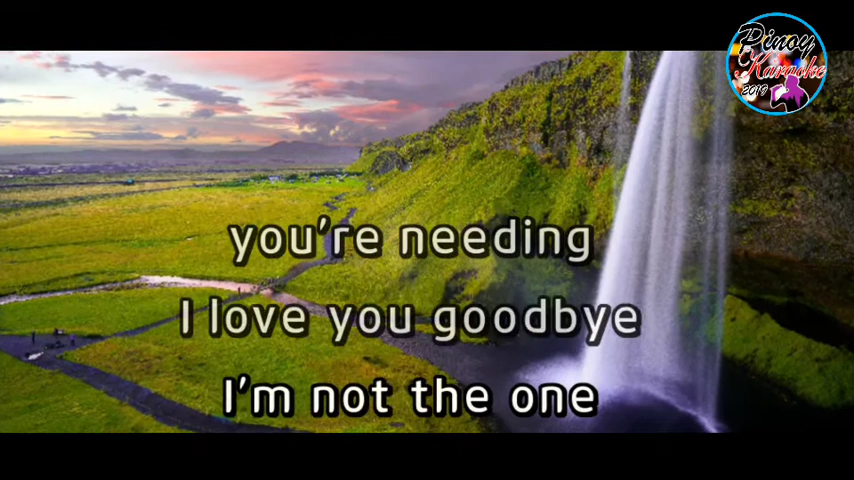 Pinoy
Karaoke
2019
you're needing
I love you goodbye
I'm not the one